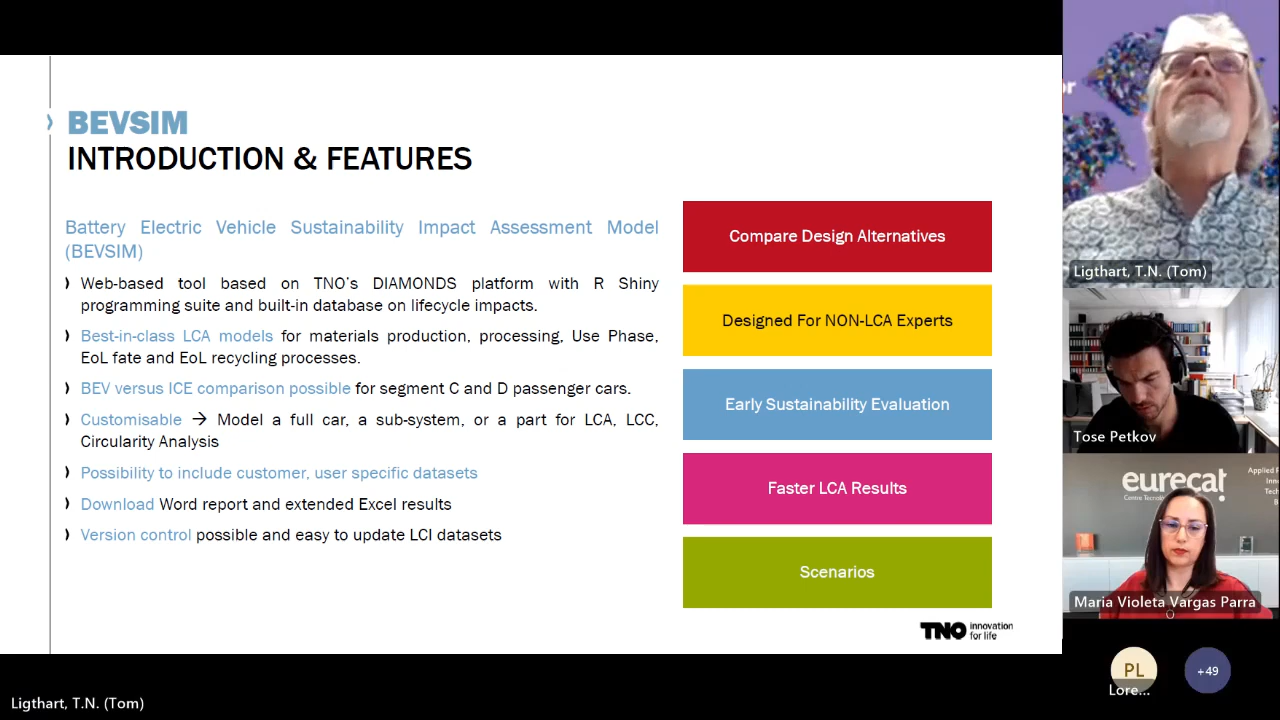 BEVSIM
INTRODUCTION & FEATURES
Battery Electric Vehicle Sustainability Impact Assessment Model
(BEVSIM)
Web-based tool based on TNO's DIAMONDS platform with R Shiny
programming suite and built-in database on lifecycle impacts.
Best-in-class LCA models for materials production, processing, Use Phase,
EoL fate and EoL recycling processes.
BEV versus ICE comparison possible for segment C and D passenger cars.
Customisable → Model a full car, a sub-system, or a part for LCA, LCC,
Circularity Analysis
Possibility to include customer, user specific datasets
Download Word report and extended Excel results
Version control possible and easy to update LCI datasets
Compare Design Alternatives
Designed For NON-LCA Experts
Early Sustainability Evaluation
Faster LCA Results
Scenarios
TNO innovation
for life
Ligthart, T.N. (Tom)
or
Ligthart, T.N. (Tom)
Tose Petkov
eurecat
Applied
Maria Violeta Vargas Parra
PL
Lore...
+49